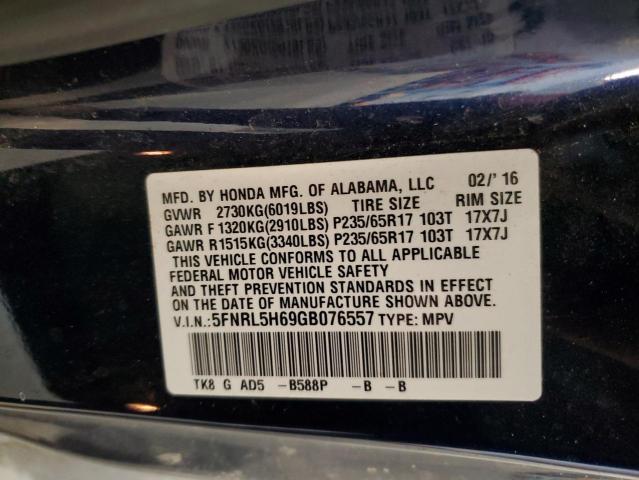 MFD. BY HONDA MFG. OF ALABAMA, LLC 02/' 16
GVWR 2730KG(6019LBS) TIRE SIZE RIM SIZE
GAWR F 1320KG(2910LBS) P235/65R17 103T 17X7J
GAWR R1515KG(3340LBS) P235/65R17 103T 17X7J
THIS VEHICLE CONFORMS TO ALL APPLICABLE
FEDERAL MOTOR VEHICLE SAFETY
AND THEFT PREVENTION STANDARDS IN EFFECT ON
THE DATE OF MANUFACTURE SHOWN ABOVE.
V.I.N.:5FNRL5H69GB076557 TYPE: MPV
TK8 G AD5 -B588P -B -B